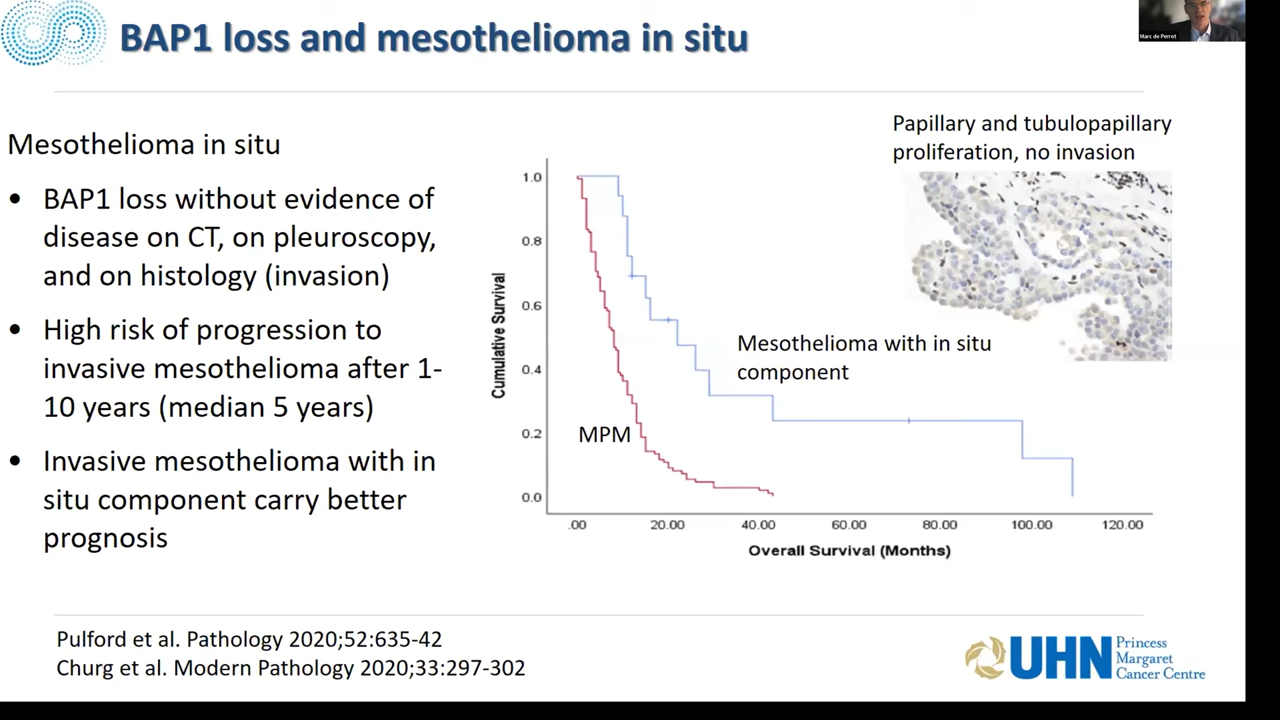 BAP1 loss and mesothelioma in situ
Marc de Perrot
Mesothelioma in situ
• BAP1 loss without evidence of
disease on CT, on pleuroscopy,
and on histology (invasion)
• High risk of progression to
invasive mesothelioma after 1-
10 years (median 5 years)
• Invasive mesothelioma with in
situ component carry better
prognosis
Papillary and tubulopapillary
proliferation, no invasion
Cumulative Survival
1.0
0.8
0.6
0.4
0.2
0.0
Mesothelioma with in situ
component
MPM
.00 20.00 40.00 60.00 80.00 100.00 120.00
Overall Survival (Months)
Pulford et al. Pathology 2020;52:635-42
Churg et al. Modern Pathology 2020;33:297-302
UHN
Princess
Margaret
Cancer Centre